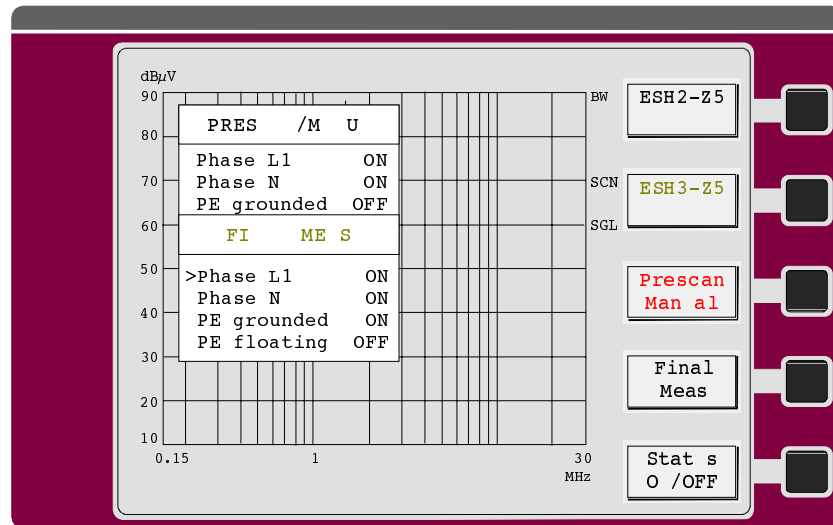 dBµV
90
80
70
60
50
40
30
20
10
0.15
1
30
MHz
BW
SCN
SGL
PRES /M U
Phase L1 ON
Phase N ON
PE grounded OFF
FI ME S
>Phase L1 ON
Phase N ON
PE grounded ON
PE floating OFF
ESH2-Z5
ESH3-Z5
Prescan
Man al
Final
Meas
Stat s
O /OFF